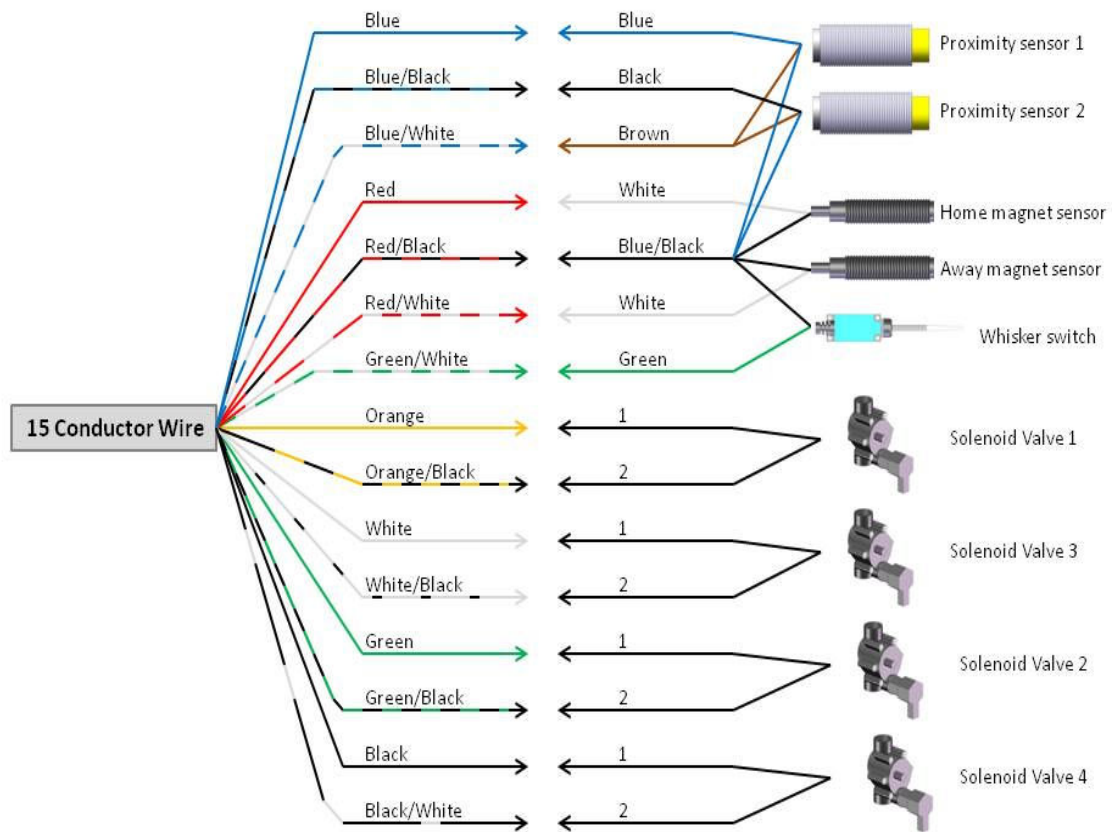 Blue Blue Proximity sensor 1
Blue/Black Black Proximity sensor 2
Blue/White Brown
Red White Home magnet sensor
Red/Black Blue/Black Away magnet sensor
Red/White White Whisker switch
Green/White Green
15 Conductor Wire
Orange 1 Solenoid Valve 1
Orange/Black 2
White 1 Solenoid Valve 3
White/Black 2
Green 1 Solenoid Valve 2
Green/Black 2
Black 1 Solenoid Valve 4
Black/White 2